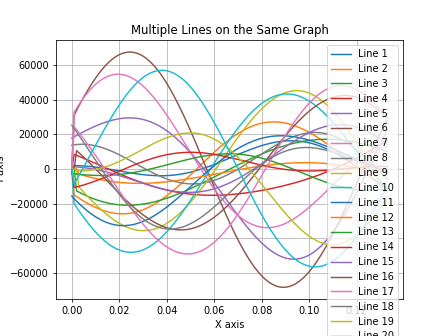 Multiple Lines on the Same Graph
60000
40000
20000
0
−20000
−40000
−60000
0.00
0.02
0.04
0.06
0.08
0.10
X axis
Line 1
Line 2
Line 3
Line 4
Line 5
Line 6
Line 7
Line 8
Line 9
Line 10
Line 11
Line 12
Line 13
Line 14
Line 15
Line 16
Line 17
Line 18
Line 19
Line 20